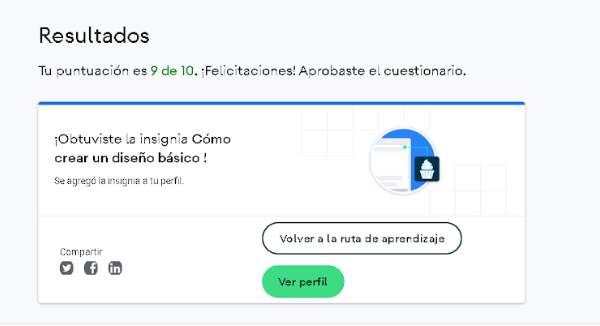 Resultados
Tu puntuación es 9 de 10. ¡Felicitaciones! Aprobaste el cuestionario.
¡Obtuviste la insignia Cómo
crear un diseño básico !
Se agregó la insignia a tu perfil.
Compartir
Volver a la ruta de aprendizaje
Ver perfil